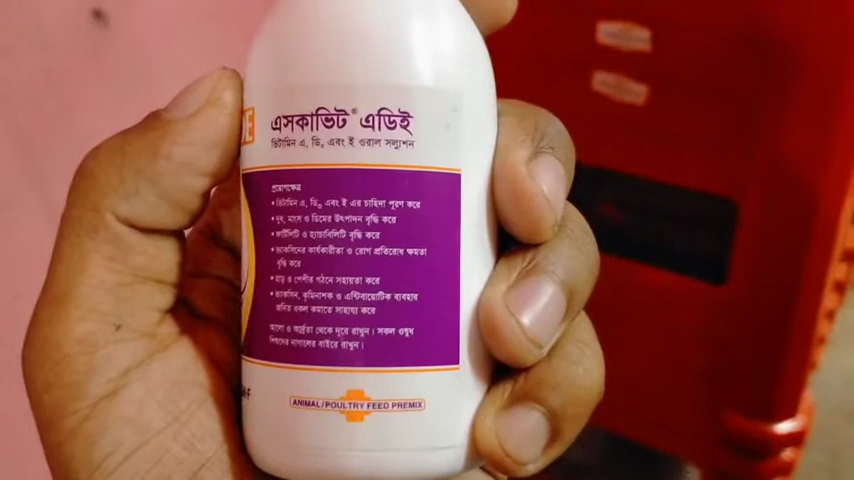 এসকাভিট® এডিই
ভিটামিন এ, ডি₃ এবং ই ওরাল সল্যুশন
প্রয়োগক্ষেত্র
• ভিটামিন এ, ডি₃ এবং ই এর চাহিদা পূরণ করে
• দুধ, মাংস ও ডিমের উৎপাদন বৃদ্ধি করে
• ফার্টিলিটি ও হ্যাচাবিলিটি বৃদ্ধি করে
• ভ্যাকসিনের কার্যকারীতা ও রোগ প্রতিরোধ ক্ষমতা
বৃদ্ধি করে
• হাড় ও পেশীর গঠনে সহায়তা করে
• ভ্যাকসিন, কৃমিনাশক ও এন্টিবায়োটিক ব্যবহার
জনিত ধকল কমাতে সাহায্য করে
আলো ও আর্দ্রতা থেকে দূরে রাখুন। সকল ওষুধ
শিশুদের নাগালের বাইরে রাখুন।
ANIMAL/POULTRY FEED PREMIX